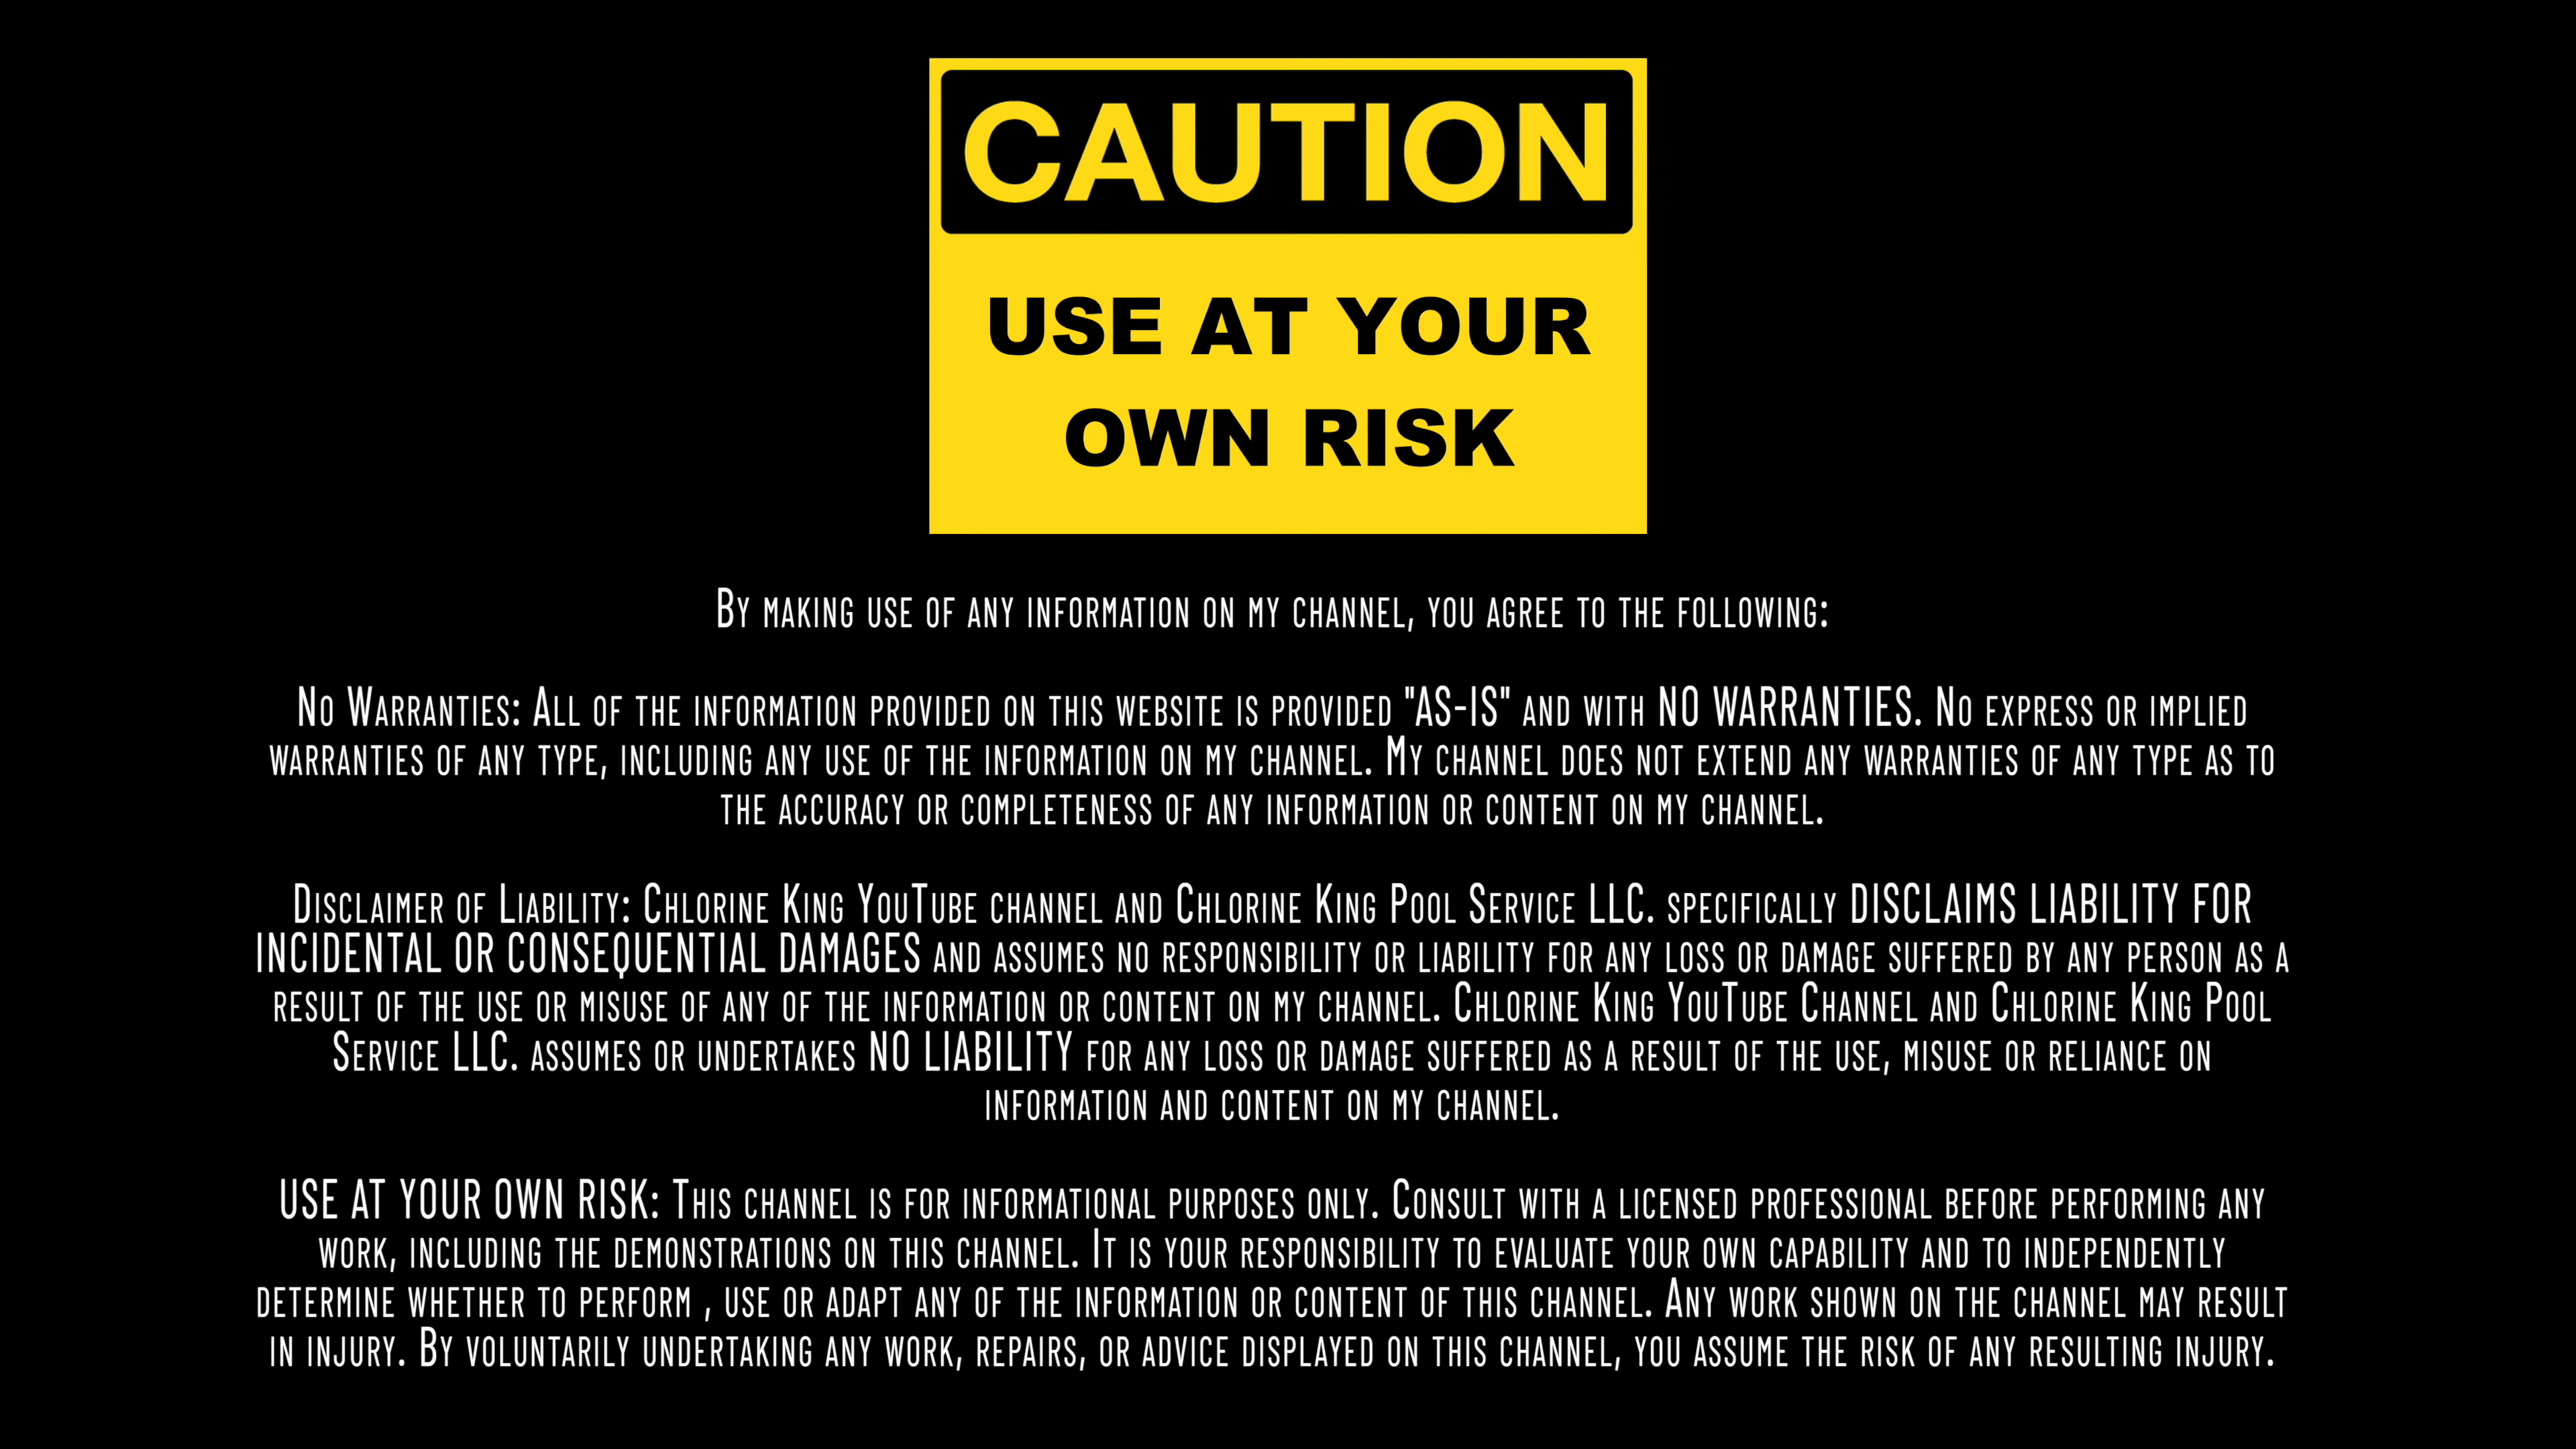 CAUTION
USE AT YOUR
OWN RISK
By making use of any information on my channel, you agree to the following:
No Warranties: All of the information provided on this website is provided "AS-IS" and with NO WARRANTIES. No express or implied
warranties of any type, including any use of the information on my channel. My channel does not extend any warranties of any type as to
the accuracy or completeness of any information or content on my channel.
Disclaimer of Liability: Chlorine King YouTube channel and Chlorine King Pool Service LLC. specifically DISCLAIMS LIABILITY FOR
INCIDENTAL OR CONSEQUENTIAL DAMAGES and assumes no responsibility or liability for any loss or damage suffered by any person as a
result of the use or misuse of any of the information or content on my channel. Chlorine King YouTube Channel and Chlorine King Pool
Service LLC. assumes or undertakes NO LIABILITY for any loss or damage suffered as a result of the use, misuse or reliance on
information and content on my channel.
USE AT YOUR OWN RISK: This channel is for informational purposes only. Consult with a licensed professional before performing any
work, including the demonstrations on this channel. It is your responsibility to evaluate your own capability and to independently
determine whether to perform , use or adapt any of the information or content of this channel. Any work shown on the channel may result
in injury. By voluntarily undertaking any work, repairs, or advice displayed on this channel, you assume the risk of any resulting injury.